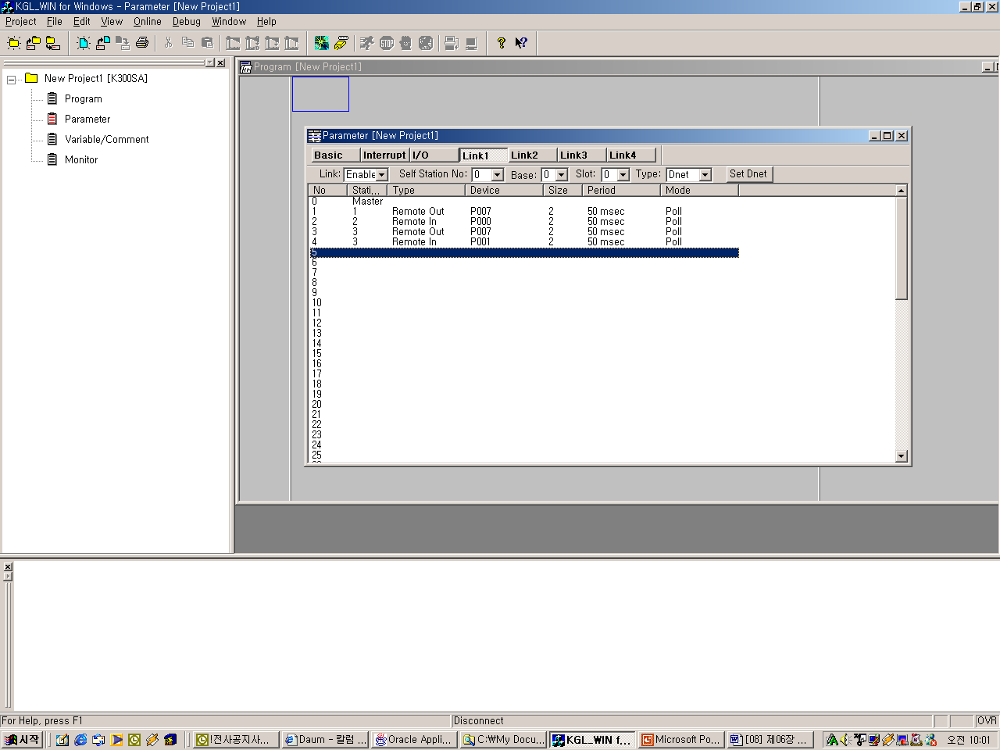 KGL_WIN for Windows - Parameter [New Project1]
Project File Edit View Online Debug Window Help
New Project1 [K300SA]
Program
Parameter
Variable/Comment
Monitor
Program [New Project1]
Parameter [New Project1]
Basic Interrupt I/O Link1 Link2 Link3 Link4
Link: Enable Self Station No: 0 Base: 0 Slot: 0 Type: Dnet Set Dnet
No Stati... Type Device Size Period Mode
0 Master
1 1 Remote Out P007 2 50 msec Poll
2 2 Remote In P000 2 50 msec Poll
3 3 Remote Out P007 2 50 msec Poll
4 3 Remote In P001 2 50 msec Poll
5
6
7
8
9
10
11
12
13
14
15
16
17
18
19
20
21
22
23
24
25
For Help, press F1 Disconnect OVR
시작 !전사공지사... Daum - 칼럼 ... Oracle Appli... C:₩My Docu... KGL_WIN f... Microsoft Po... [08] 제06장 ... 오전 10:01